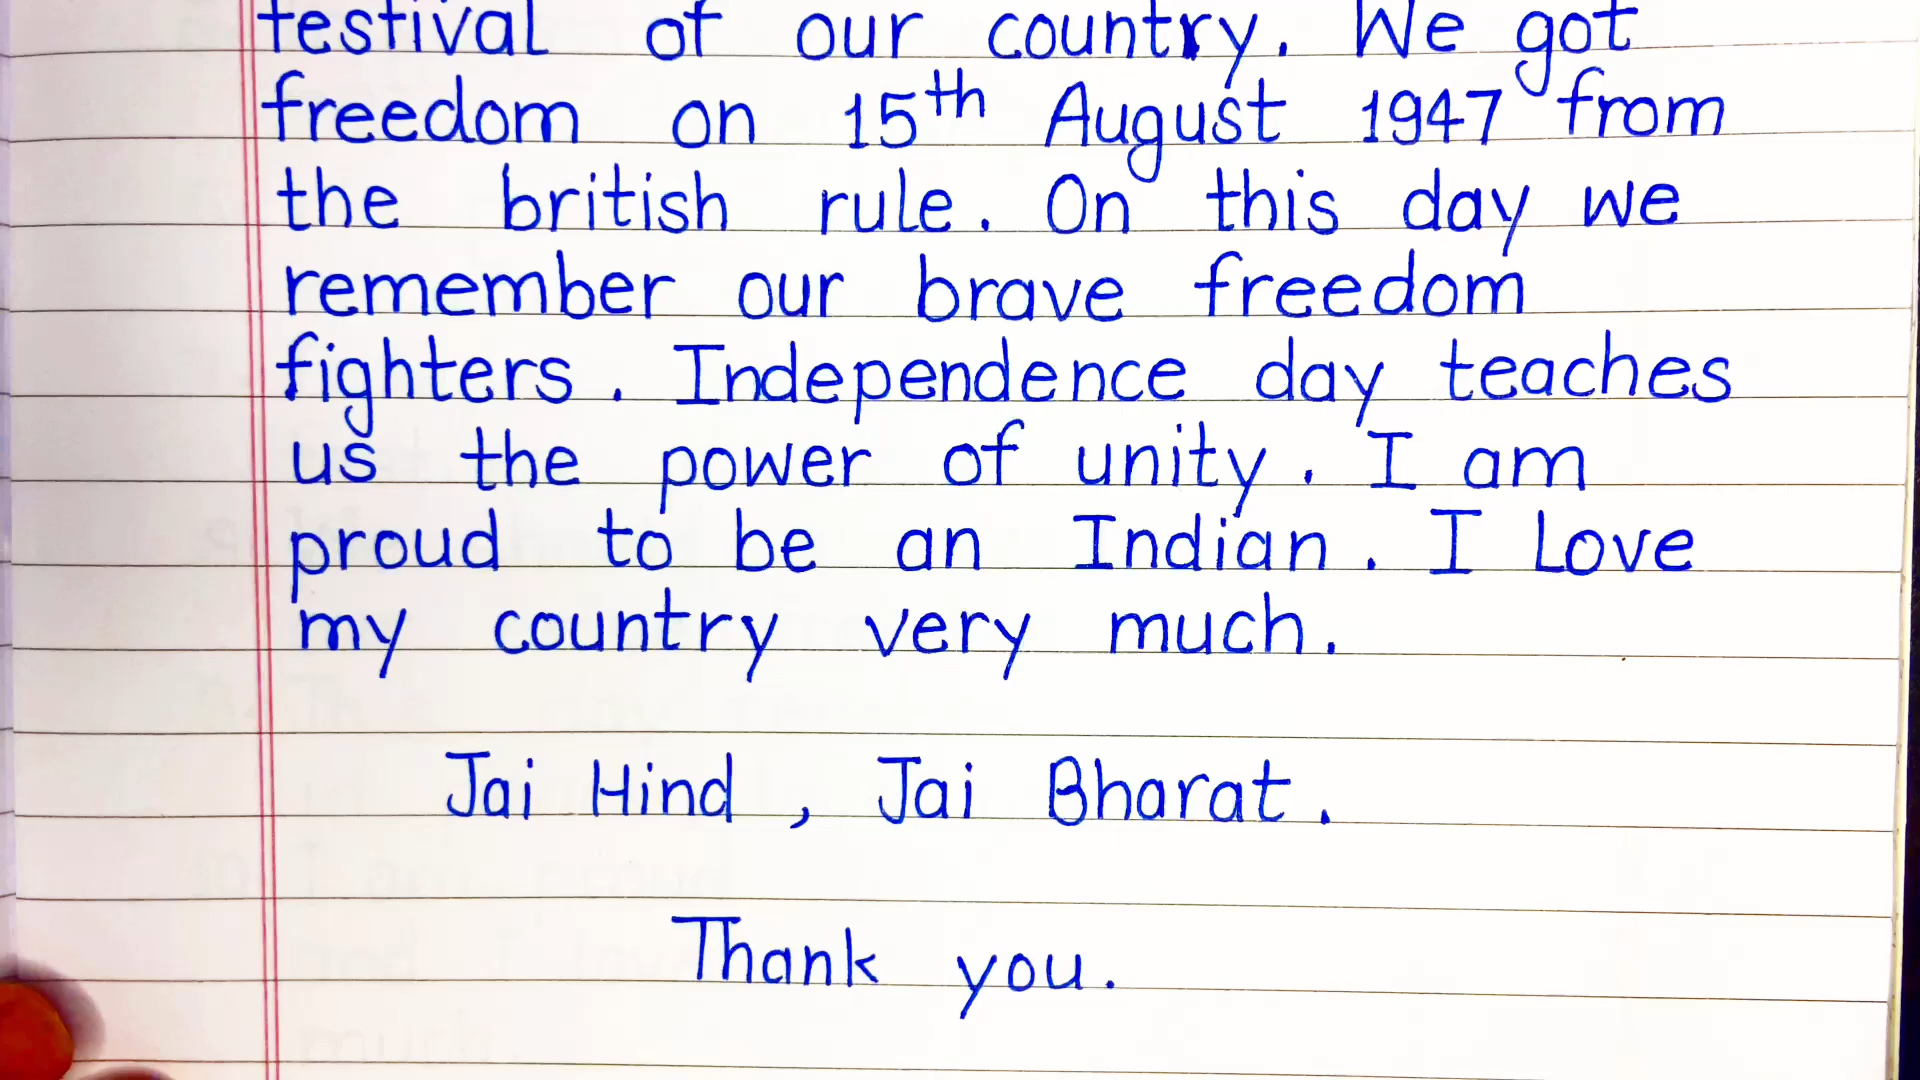 festival of our country. We got
freedom on 15th August 1947 from
the british rule. On this day we
remember our brave freedom
fighters. Independence day teaches
us the power of unity. I am
proud to be an Indian. I Love
my country very much.
Jai Hind, Jai Bharat.
Thank you.